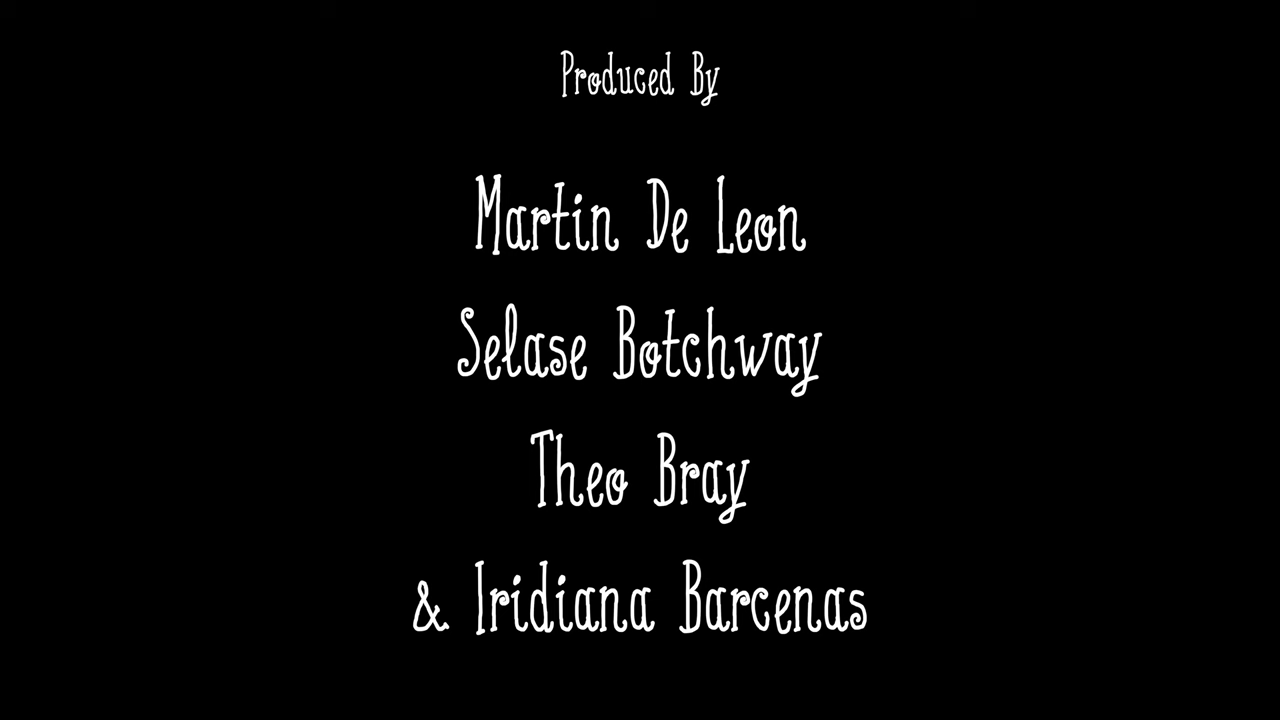 Produced By
Martin De Leon
Selase Botchway
Theo Bray
& Iridiana Barcenas